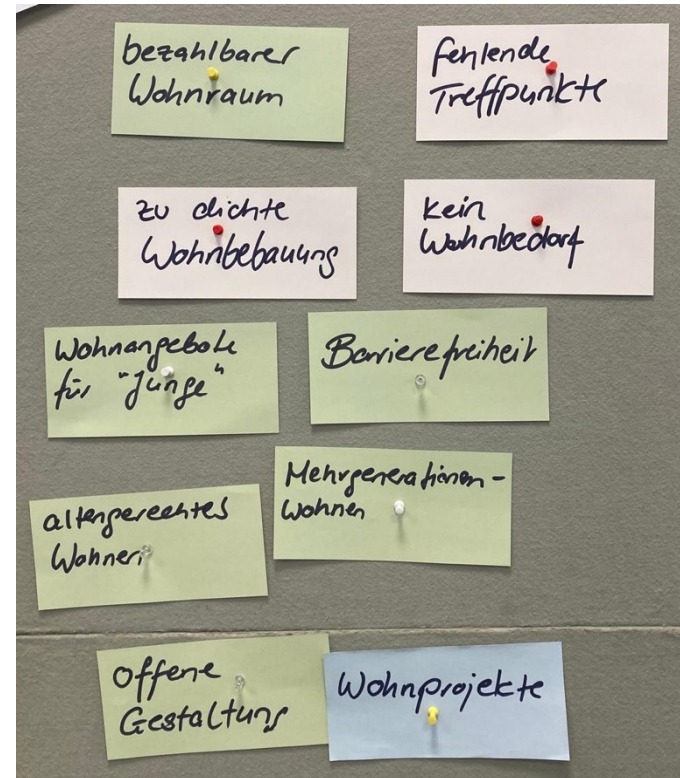 bezahlbarer
Wohnraum
fehlende
Treffpunkte
zu dichte
Wohnbebauung
kein
Wohnbedarf
Wohnangebote
für "Junge"
Barrierefreiheit
Mehrgenerationen-
Wohnen
altengerechtes
Wohnen
Offene
Gestaltung
Wohnprojekte